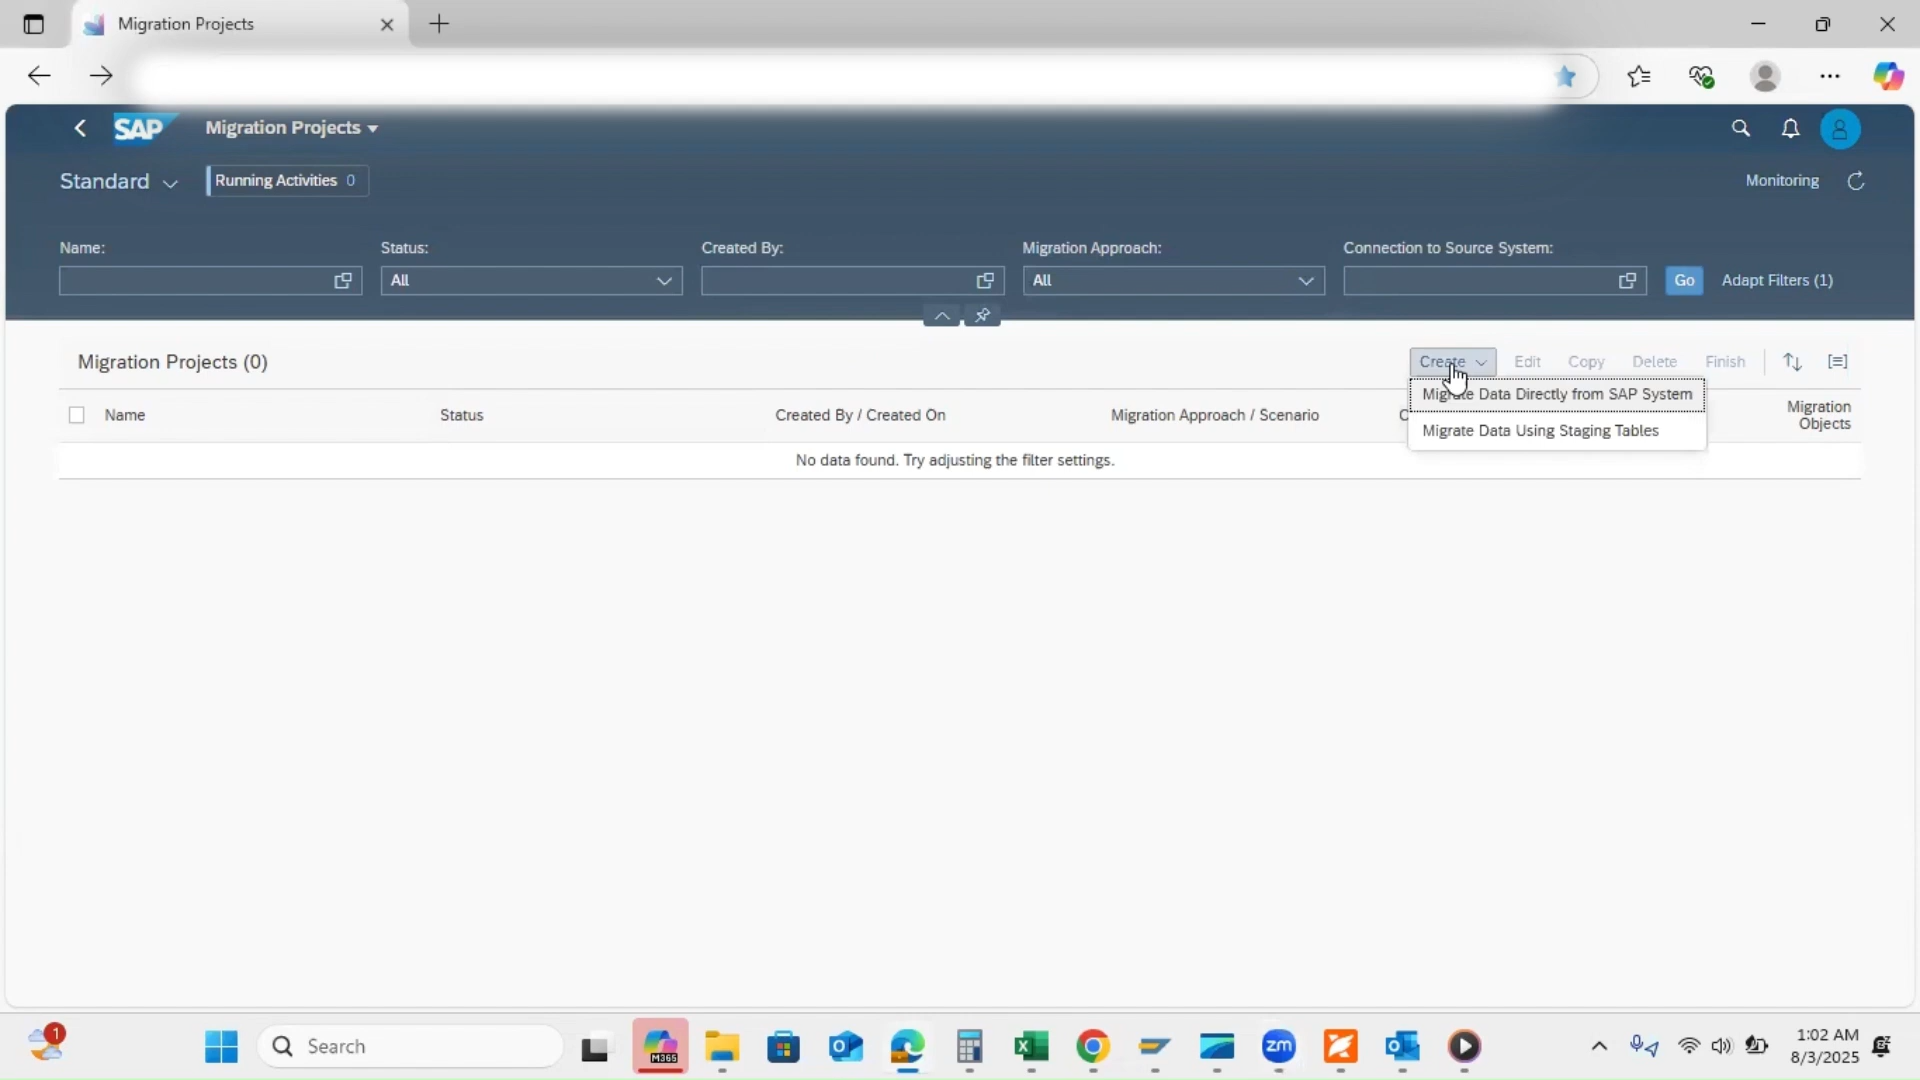 Migration Projects
SAP Migration Projects
Standard Running Activities 0 Monitoring
Name: Status: Created By: Migration Approach: Connection to Source System:
All All Go Adapt Filters (1)
Migration Projects (0) Create Edit Copy Delete Finish
Migrate Data Directly from SAP System
Migrate Data Using Staging Tables
Name Status Created By / Created On Migration Approach / Scenario Migration
Objects
No data found. Try adjusting the filter settings.
1 Search M365 zm 1:02 AM
8/3/2025